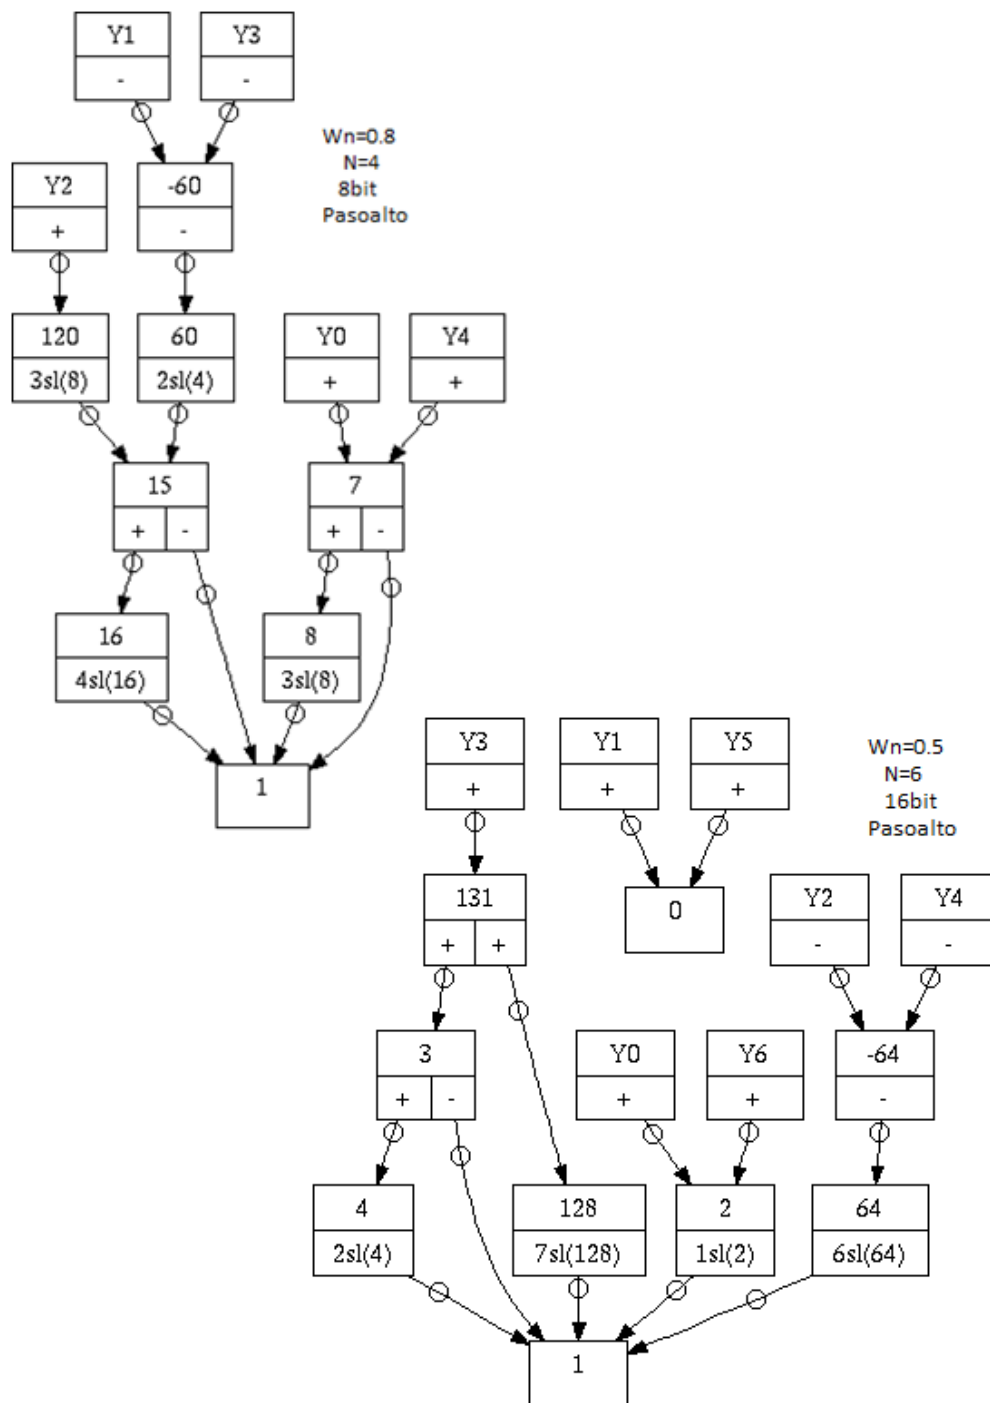 Y1 Y3
- -
Wn=0.8
N=4
8bit
Pasoalto
Y2 -60
+ -
120 60 Y0 Y4
3sl(8) 2sl(4) + +
15 7
+ - + -
16 8
4sl(16) 3sl(8)
1
Y3 Y1 Y5
+ + +
Wn=0.5
N=6
16bit
Pasoalto
131 0 Y2 Y4
+ + - -
3 Y0 Y6 -64
+ - + + -
4 128 2 64
2sl(4) 7sl(128) 1sl(2) 6sl(64)
1